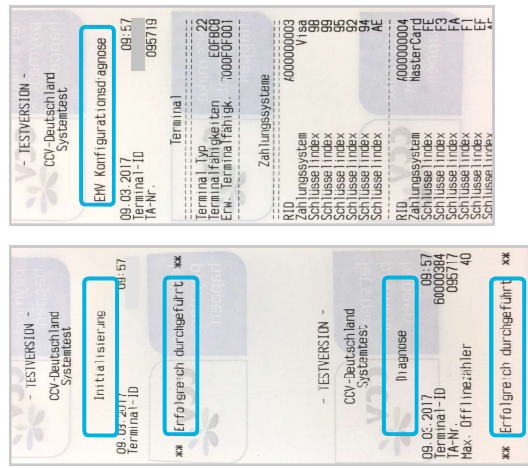 - TESTVERSION -
CCV-Deutschland
Systemtest
EMV Konfigurationsdiagnose
09.03.2017 09:57
Terminal-ID
TA-Nr. 095719
Terminal
Terminal Typ 22
Terminalfähigkeiten
Erw. Terminalfähigk.
Zahlungssysteme
RID A000000003
Zahlungssystem Visa
Schlüsselindex 98
Schlüsselindex 99
Schlüsselindex 95
Schlüsselindex 92
Schlüsselindex 94
Schlüsselindex AE
RID A000000004
Zahlungssystem MasterCard
Schlüsselindex FE
Schlüsselindex F3
Schlüsselindex FA
Schlüsselindex F1
Schlüsselindex EF
- TESTVERSION -
CCV-Deutschland
Systemtest
Initialisierung
09.03.2017 09:57
Terminal-ID
** Erfolgreich durchgeführt **
- TESTVERSION -
CCV-Deutschland
Systemtest
Diagnose
09.03.2017 09:57
Terminal-ID 60000384
TA-Nr. 095717
Max. Offlinezähler 40
** Erfolgreich durchgeführt **